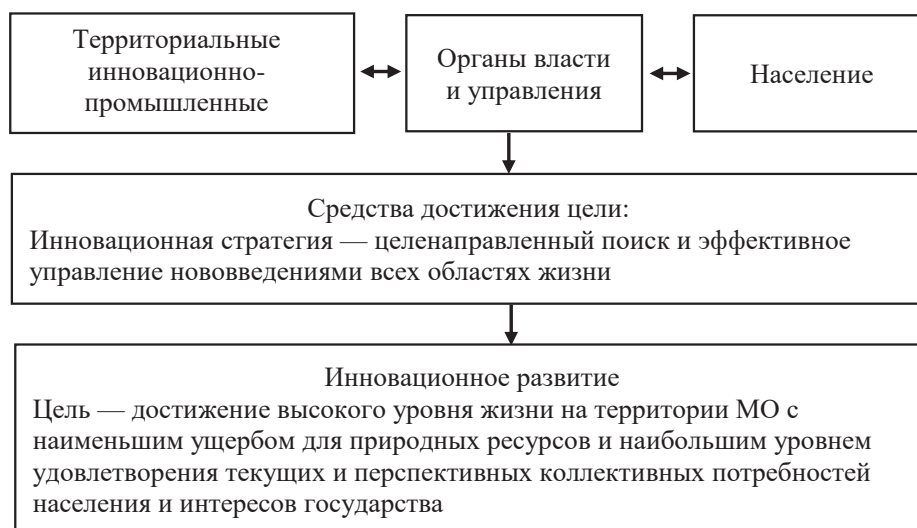 Территориальные
инновационно-
промышленные
Органы власти
и управления
Население
Средства достижения цели:
Инновационная стратегия — целенаправленный поиск и эффективное
управление нововведениями всех областях жизни
Инновационное развитие
Цель — достижение высокого уровня жизни на территории МО с
наименьшим ущербом для природных ресурсов и наибольшим уровнем
удовлетворения текущих и перспективных коллективных потребностей
населения и интересов государства